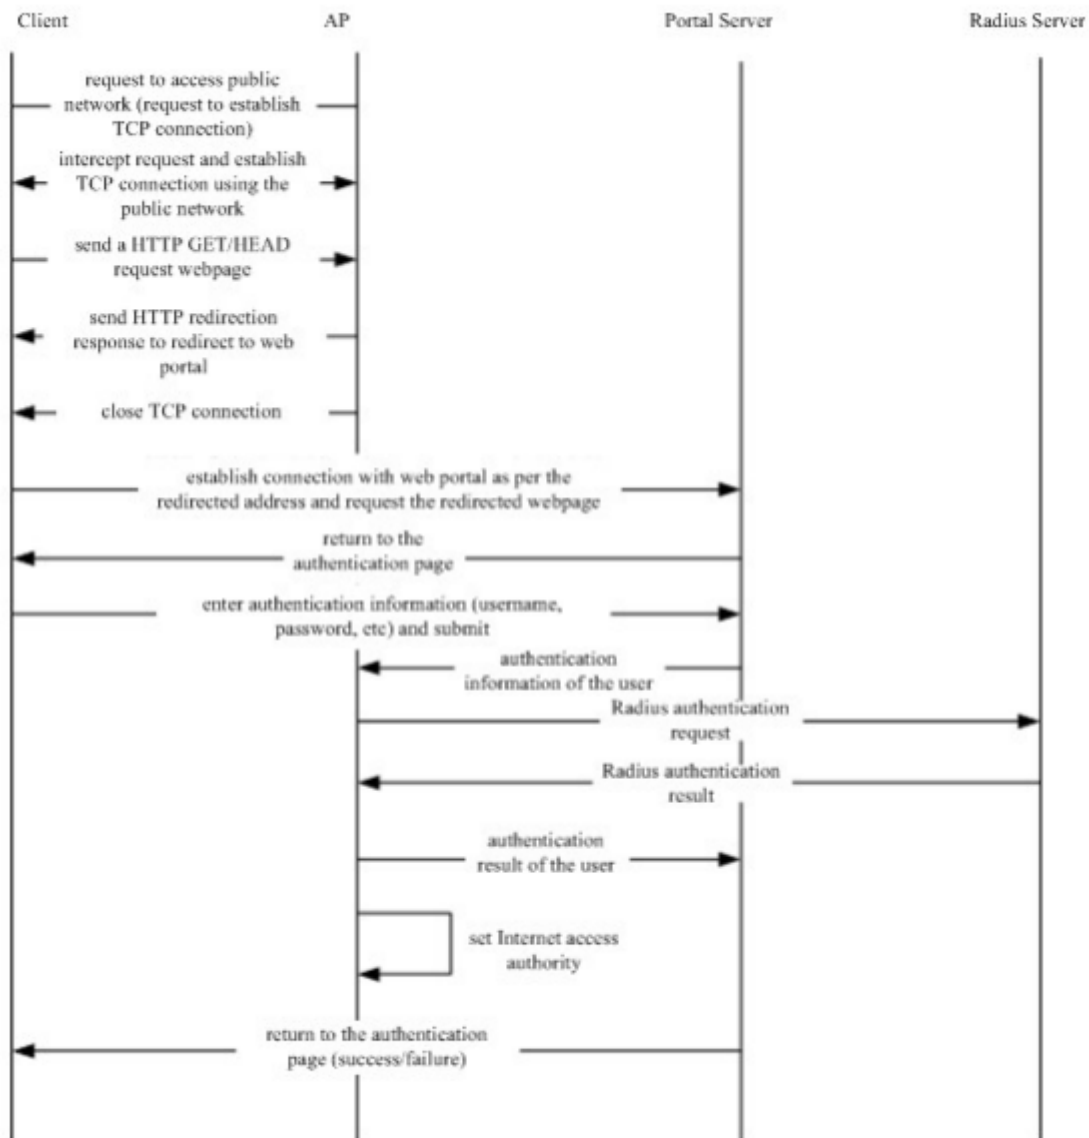 Client
AP
Portal Server
Radius Server
request to access public
network (request to establish
TCP connection)
intercept request and establish
TCP connection using the
public network
send a HTTP GET/HEAD
request webpage
send HTTP redirection
response to redirect to web
portal
close TCP connection
establish connection with web portal as per the
redirected address and request the redirected webpage
return to the
authentication page
enter authentication information (username,
password, etc) and submit
authentication
information of the user
Radius authentication
request
Radius authentication
result
authentication
result of the user
set Internet access
authority
return to the authentication
page (success/failure)